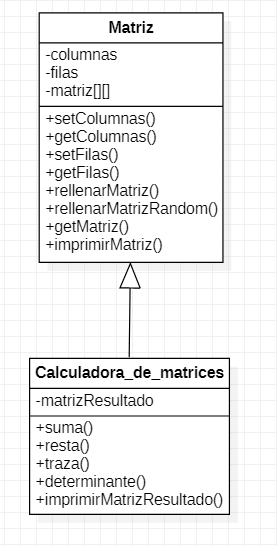 Matriz
-columnas
-filas
-matriz[][]
+setColumnas()
+getColumnas()
+setFilas()
+getFilas()
+rellenarMatriz()
+rellenarMatrizRandom()
+getMatriz()
+imprimirMatriz()
Calculadora_de_matrices
-matrizResultado
+suma()
+resta()
+traza()
+determinante()
+imprimirMatrizResultado()